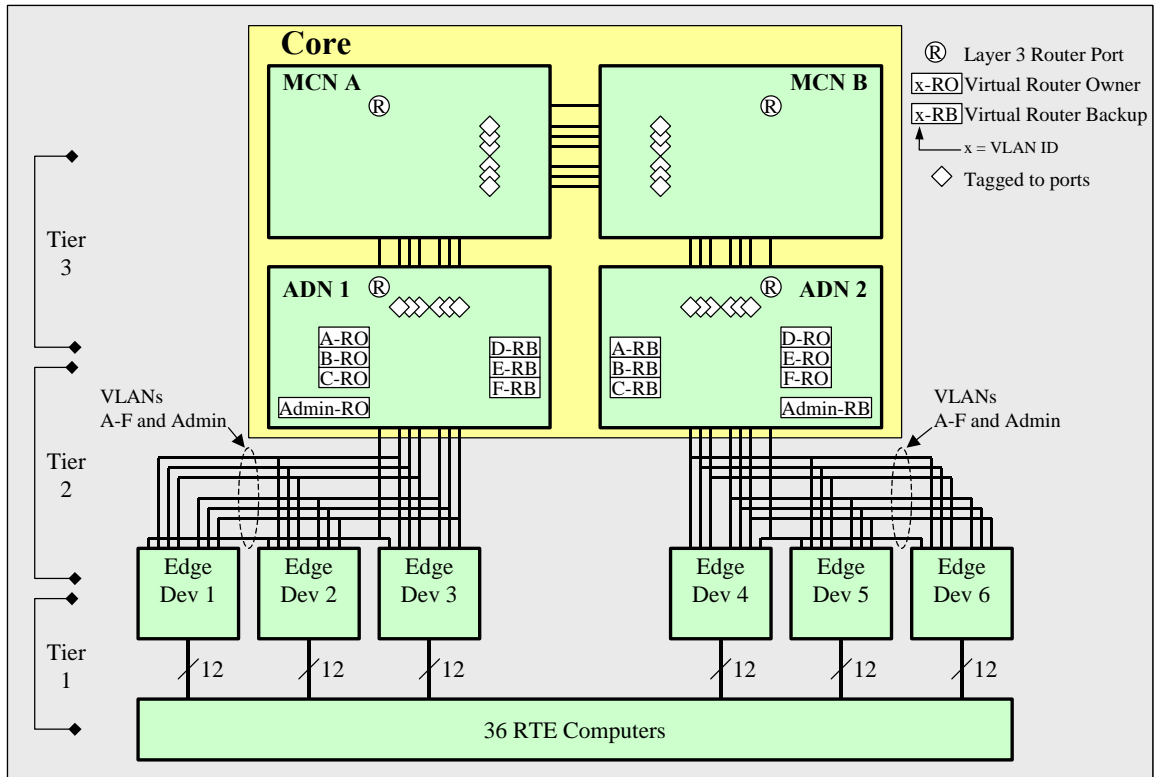 Core
MCN A
R
MCN B
R
R Layer 3 Router Port
x-RO Virtual Router Owner
x-RB Virtual Router Backup
x = VLAN ID
Tagged to ports
Tier
3
ADN 1
R
A-RO
B-RO
C-RO
Admin-RO
D-RB
E-RB
F-RB
R
ADN 2
A-RB
B-RB
C-RB
D-RO
E-RO
F-RO
Admin-RB
VLANs
A-F and Admin
VLANs
A-F and Admin
Tier
2
Edge
Dev 1
Edge
Dev 2
Edge
Dev 3
Edge
Dev 4
Edge
Dev 5
Edge
Dev 6
Tier
1
12
12
12
12
12
12
36 RTE Computers